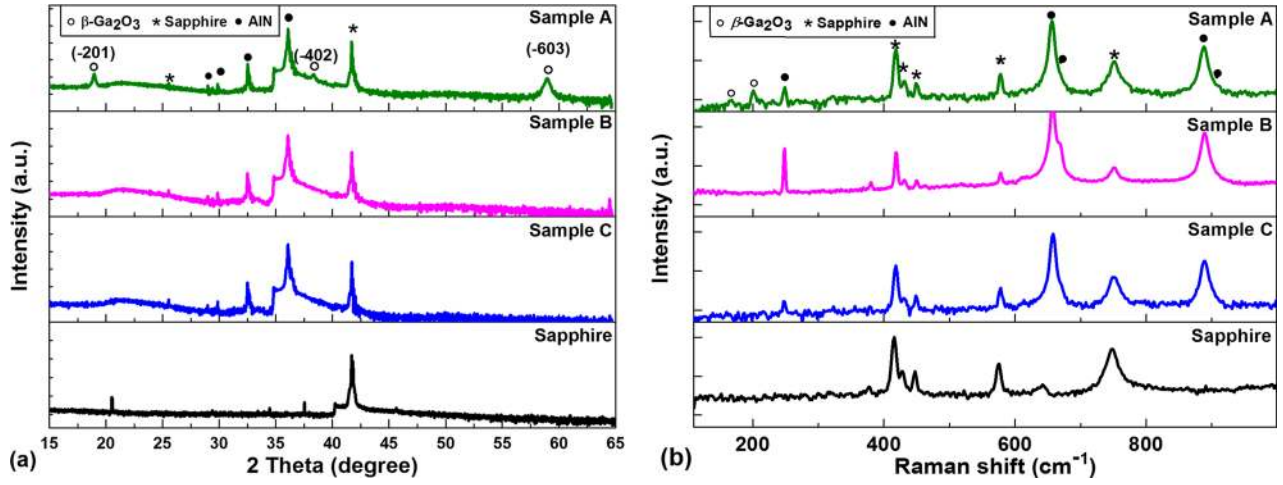 ○ β-Ga2O3 * Sapphire ● AlN
Sample A
(-201)
(-402)
(-603)
Sample B
Sample C
Sapphire
Intensity (a.u.)
15 20 25 30 35 40 45 50 55 60 65
2 Theta (degree)
(a)
○ β-Ga2O3 * Sapphire ● AlN
Sample A
Sample B
Sample C
Sapphire
Intensity (a.u.)
200 400 600 800
Raman shift (cm⁻¹)
(b)